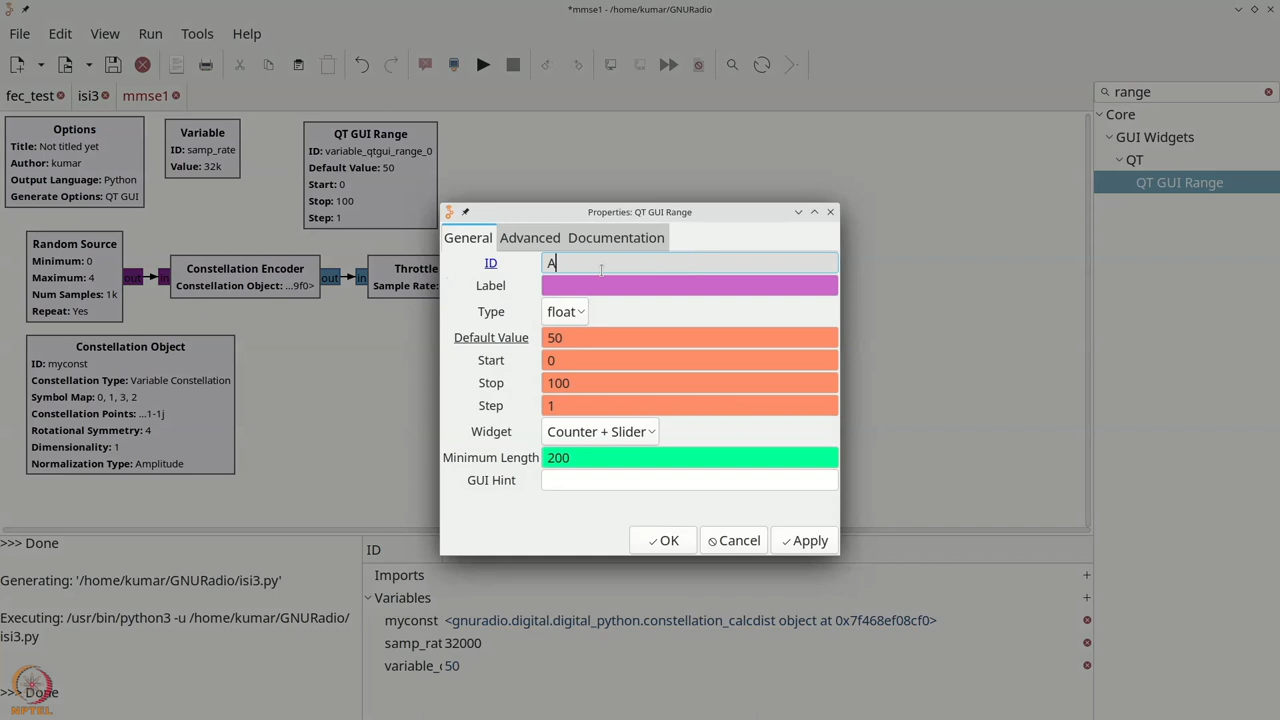 *mmse1 - /home/kumar/GNURadio
File Edit View Run Tools Help
fec_test isi3 mmse1
range
Core
GUI Widgets
QT
QT GUI Range
Options
Title: Not titled yet
Author: kumar
Output Language: Python
Generate Options: QT GUI
Variable
ID: samp_rate
Value: 32k
QT GUI Range
ID: variable_qtgui_range_0
Default Value: 50
Start: 0
Stop: 100
Step: 1
Random Source
Minimum: 0
Maximum: 4
Num Samples: 1k
Repeat: Yes
out
in
Constellation Encoder
Constellation Object: ...9f0>
out
in
Throttle
Sample Rate:
Constellation Object
ID: myconst
Constellation Type: Variable Constellation
Symbol Map: 0, 1, 3, 2
Constellation Points: ...1-1j
Rotational Symmetry: 4
Dimensionality: 1
Normalization Type: Amplitude
Properties: QT GUI Range
General Advanced Documentation
ID A
Label
Type float
Default Value 50
Start 0
Stop 100
Step 1
Widget Counter + Slider
Minimum Length 200
GUI Hint
OK Cancel Apply
>>> Done
Generating: '/home/kumar/GNURadio/isi3.py'
Executing: /usr/bin/python3 -u /home/kumar/GNURadio/
isi3.py
>>> Done
NPTEL
ID
Imports
Variables
myconst <gnuradio.digital.digital_python.constellation_calcdist object at 0x7f468ef08cf0>
samp_rat 32000
variable_c 50